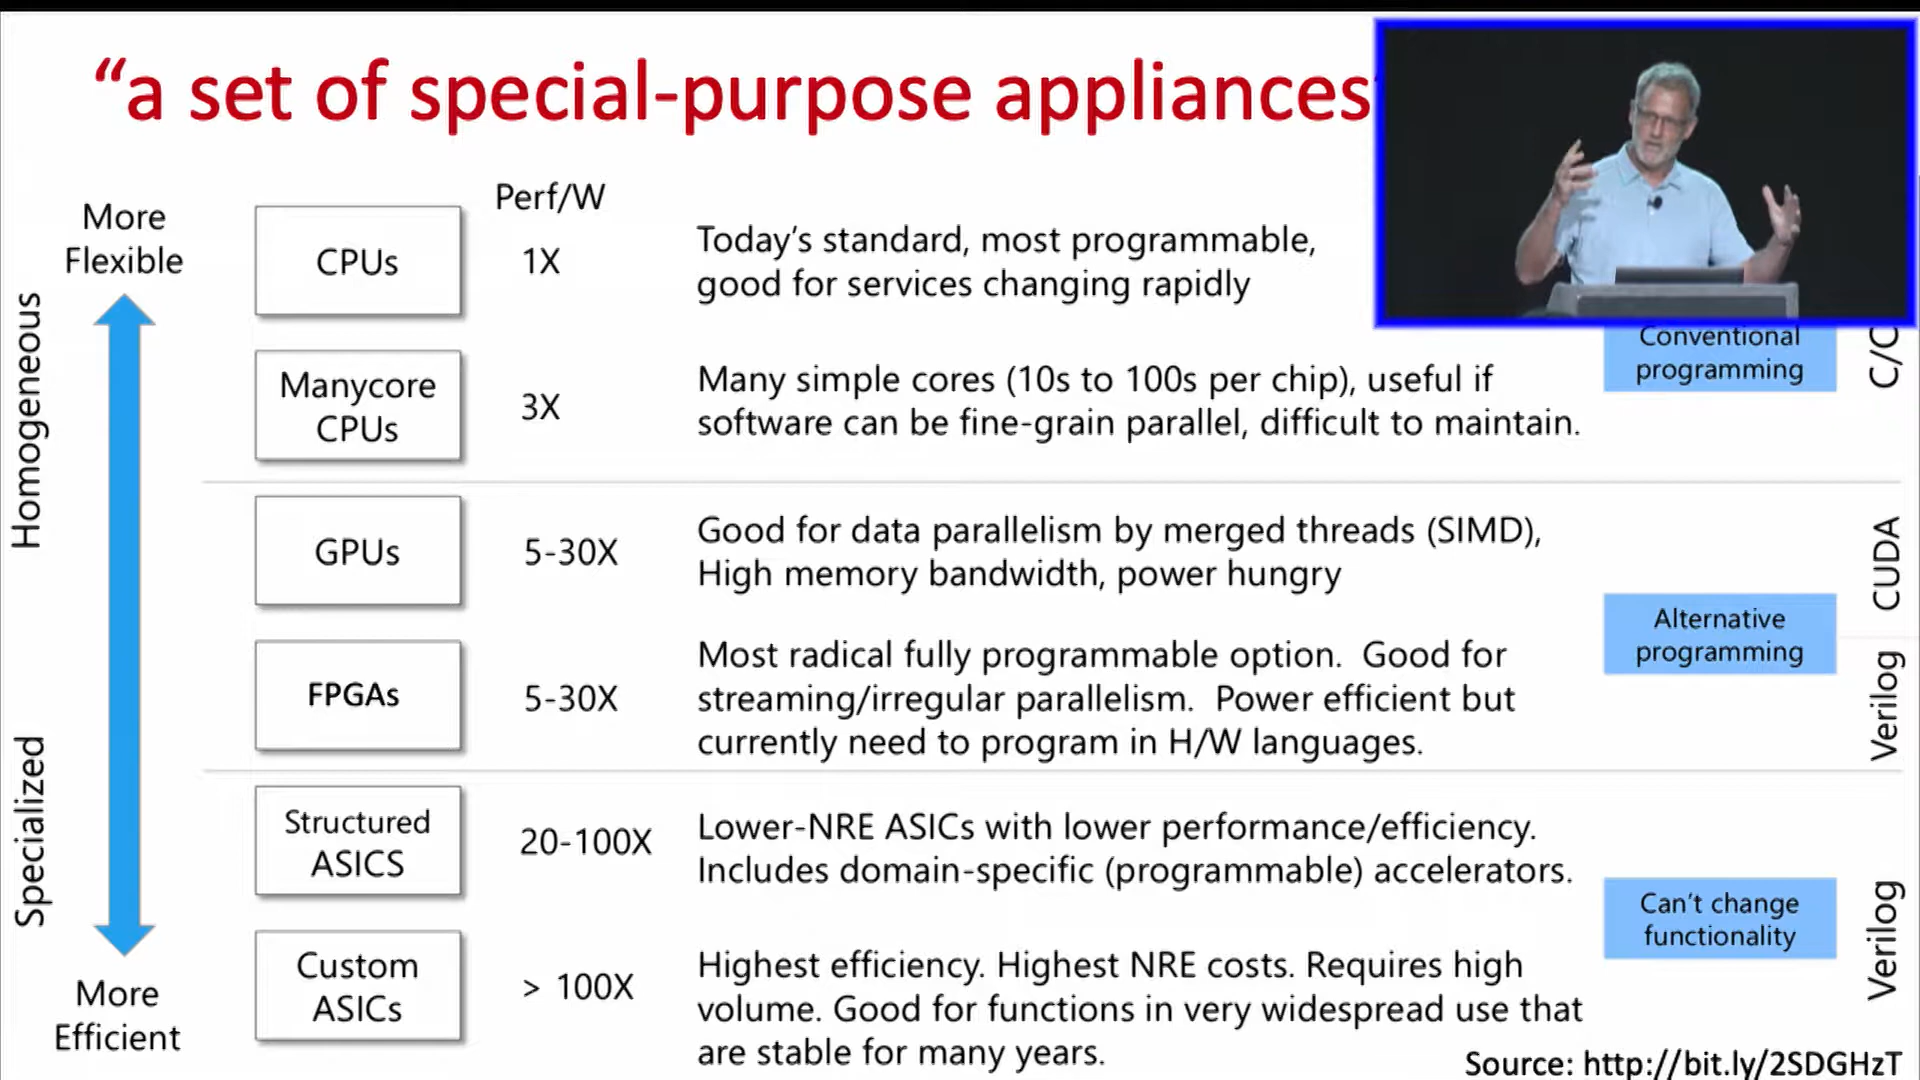 “a set of special-purpose appliances
Perf/W
More
Flexible
Homogeneous
Specialized
More
Efficient
CPUs
1X
Today’s standard, most programmable,
good for services changing rapidly
Conventional
programming
C/C
Manycore
CPUs
3X
Many simple cores (10s to 100s per chip), useful if
software can be fine-grain parallel, difficult to maintain.
GPUs
5-30X
Good for data parallelism by merged threads (SIMD),
High memory bandwidth, power hungry
CUDA
Alternative
programming
FPGAs
5-30X
Most radical fully programmable option. Good for
streaming/irregular parallelism. Power efficient but
currently need to program in H/W languages.
Verilog
Structured
ASICS
20-100X
Lower-NRE ASICs with lower performance/efficiency.
Includes domain-specific (programmable) accelerators.
Can’t change
functionality
Verilog
Custom
ASICs
> 100X
Highest efficiency. Highest NRE costs. Requires high
volume. Good for functions in very widespread use that
are stable for many years.
Source: http://bit.ly/2SDGHzT